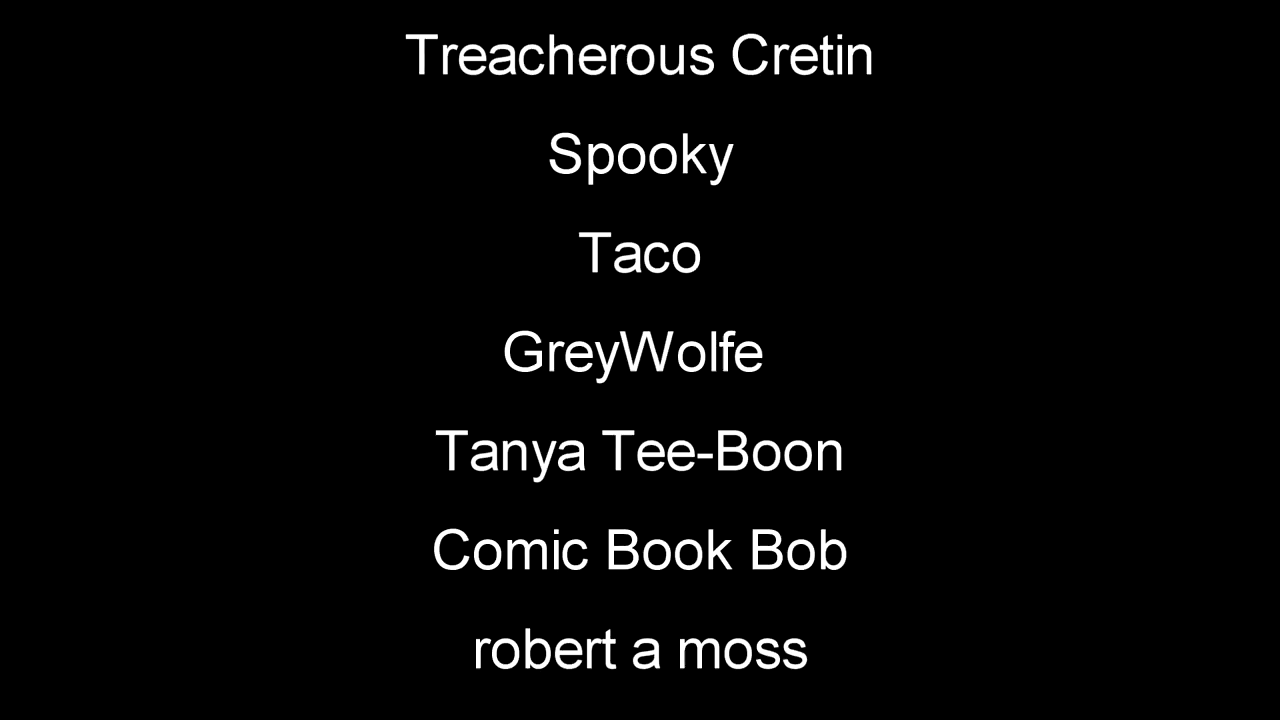 Treacherous Cretin
Spooky
Taco
GreyWolfe
Tanya Tee-Boon
Comic Book Bob
robert a moss